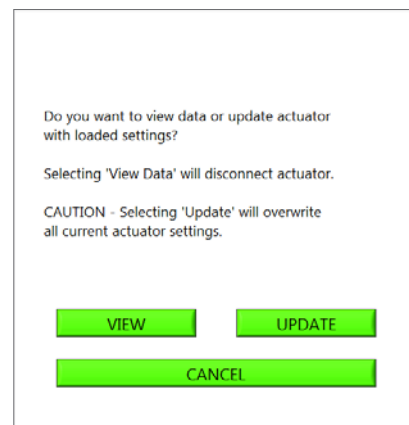 Do you want to view data or update actuator
with loaded settings?
Selecting 'View Data' will disconnect actuator.
CAUTION - Selecting 'Update' will overwrite
all current actuator settings.
VIEW UPDATE
CANCEL